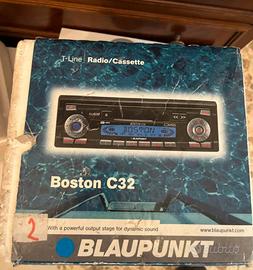 T-Line | Radio/Cassette
Boston C32
2
With a powerful output stage for dynamic sound
www.blaupunkt.com
BLAUPUNKT